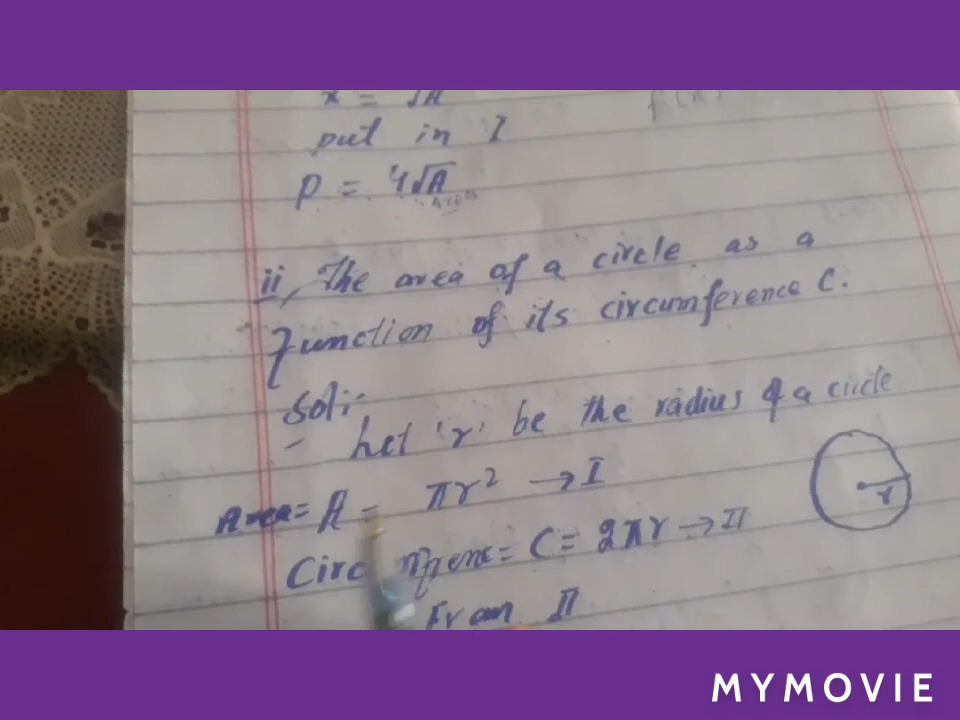 x = √A
f(x)
put in I
P = 4√A
Area
ii, The area of a circle as a
function of its circumference C.
Sol:
Let 'r' be the radius of a circle
Area = A = πr² → I
r
= C = 2πr → II
From II
MYMOVIE